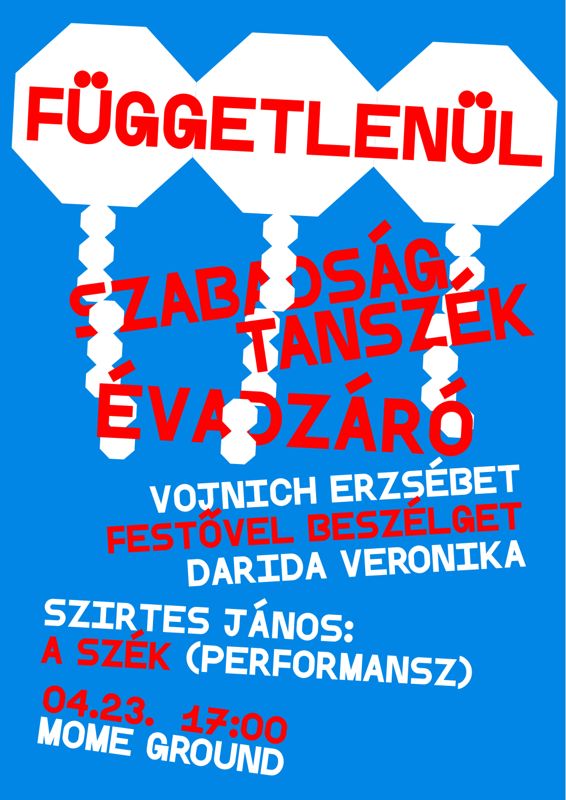 FÜGGETLENÜL
SZABADSÁG
TANSZÉK
ÉVADZÁRÓ
VOJNICH ERZSÉBET
FESTŐVEL BESZÉLGET
DARIDA VERONIKA
SZIRTES JÁNOS:
A SZÉK (PERFORMANSZ)
04.23. 17:00
MOME GROUND